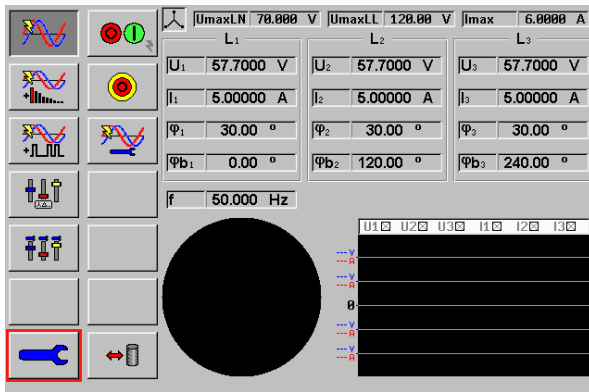 UmaxLN 70.000 V UmaxLL 120.00 V Imax 6.0000 A
L1 L2 L3
U1 57.7000 V U2 57.7000 V U3 57.7000 V
I1 5.00000 A I2 5.00000 A I3 5.00000 A
φ1 30.00 º φ2 30.00 º φ3 30.00 º
φb1 0.00 º φb2 120.00 º φb3 240.00 º
f 50.000 Hz
U1 U2 U3 I1 I2 I3
--- V
--- A
--- V
--- A
0
--- V
--- A
--- V
--- A